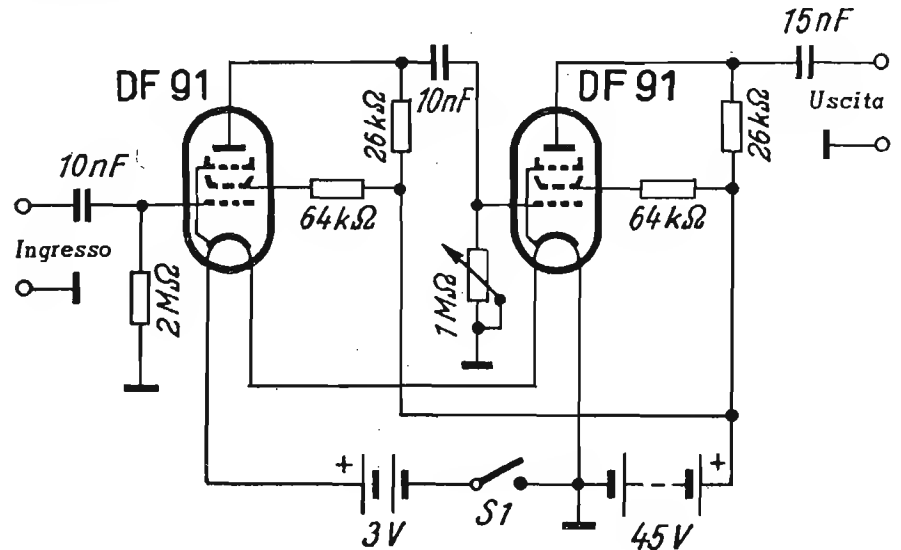 15nF
DF 91
10nF
DF 91
Uscita
26kΩ
26kΩ
10nF
64kΩ
64kΩ
Ingresso
2MΩ
1MΩ
+
+
S1
3V
45V